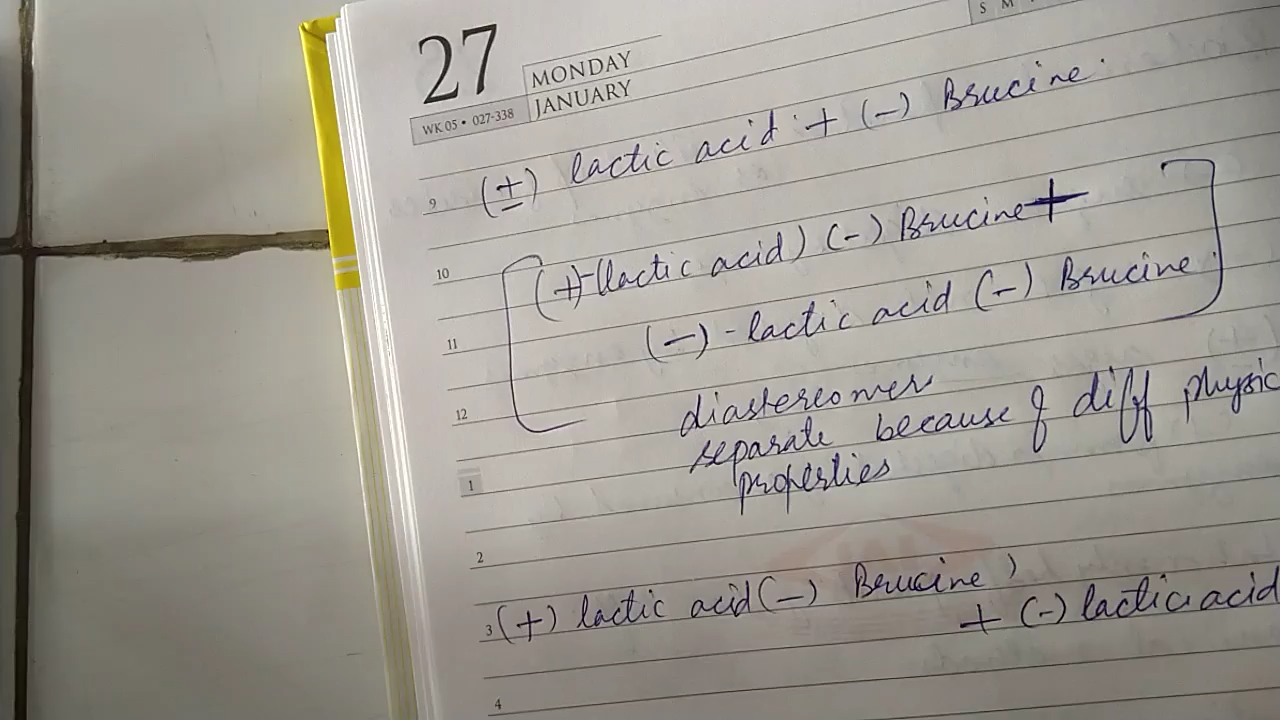 S M
27
MONDAY
JANUARY
WK 05 • 027-338
9 (±) lactic acid + (-) Brucine.
10 (+)-lactic acid) (-) Brucine +
11 (-) - lactic acid (-) Brucine
12 diastereomer
separate because of diff physic
1 properties
2
3 (+) lactic acid (-) Brucine)
+ (-) lactic acid
4